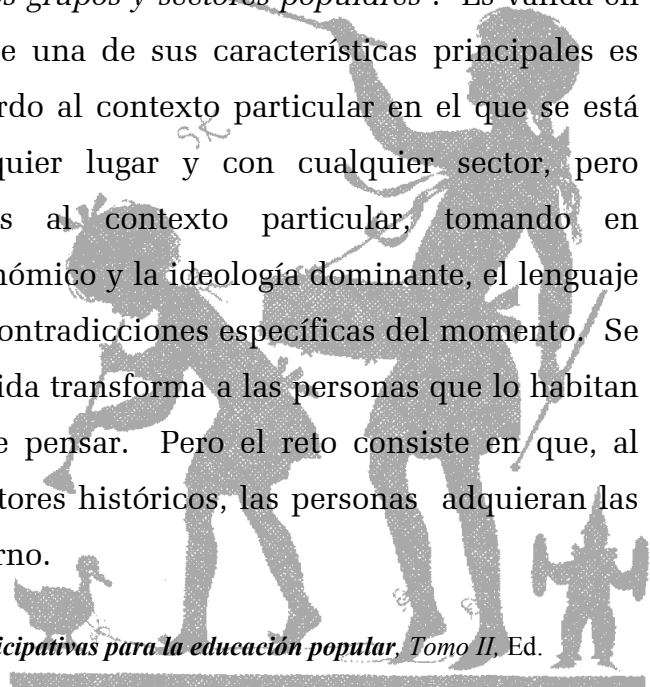 grupos y sectores populares". Es válida en
e una de sus características principales es
rdo al contexto particular en el que se está
quier lugar y con cualquier sector, pero
s al contexto particular, tomando en
nómico y la ideología dominante, el lenguaje
ontradicciones específicas del momento. Se
ida transforma a las personas que lo habitan
e pensar. Pero el reto consiste en que, al
tores históricos, las personas adquieran las
rno.
icipativas para la educación popular, Tomo II, Ed.